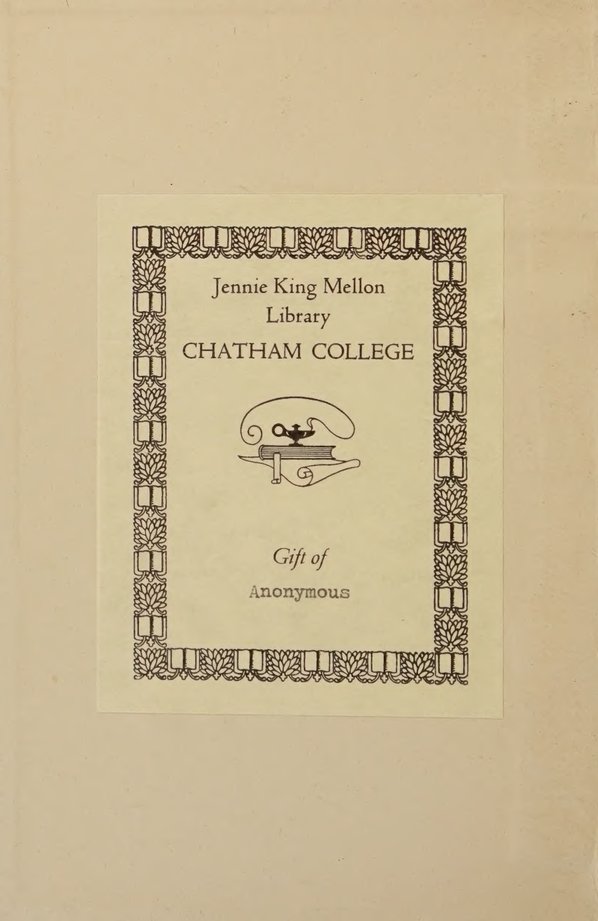 Jennie King Mellon
Library
CHATHAM COLLEGE
Gift of
Anonymous